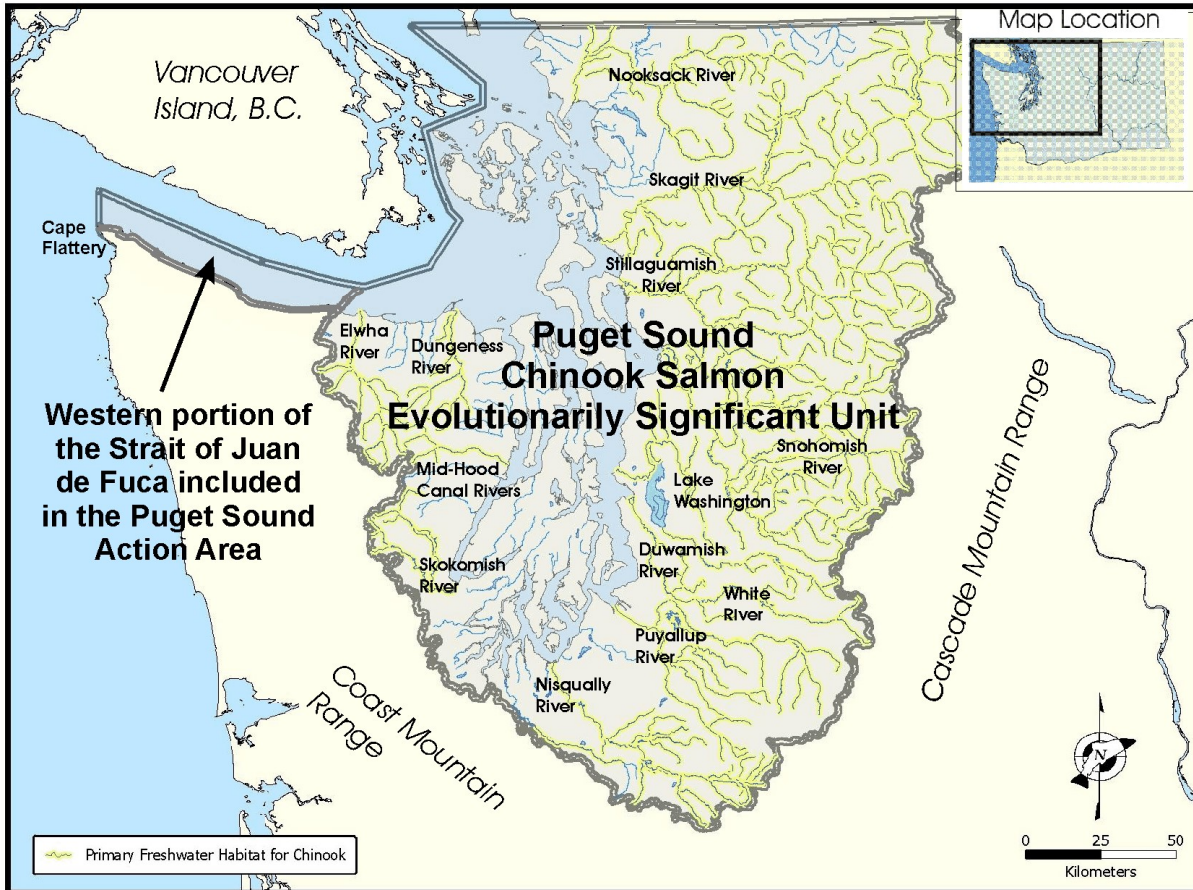 Map Location
Vancouver
Island, B.C.
Nooksack River
Skagit River
Cape
Flattery
Stillaguamish
River
Elwha
River
Dungeness
River
Puget Sound
Chinook Salmon
Evolutionarily Significant Unit
Western portion of
the Strait of Juan
de Fuca included
in the Puget Sound
Action Area
Mid-Hood
Canal Rivers
Snohomish
River
Lake
Washington
Skokomish
River
Duwamish
River
White
River
Puyallup
River
Nisqually
River
Coast Mountain
Range
Cascade Mountain Range
N
Primary Freshwater Habitat for Chinook
0 25 50
Kilometers